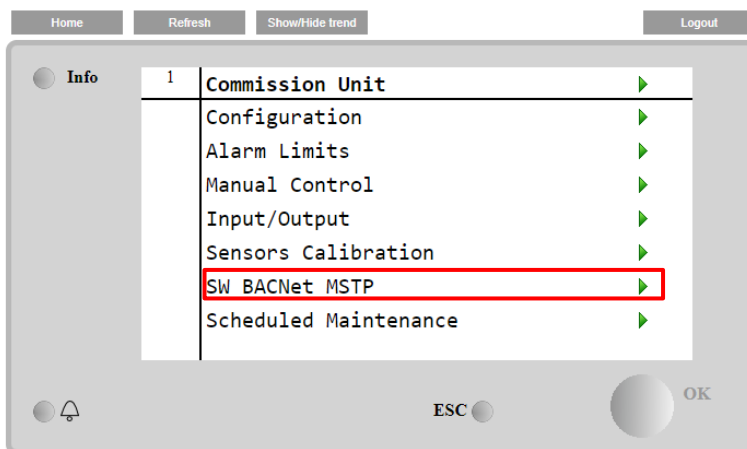 Home Refresh Show/Hide trend Logout
Info
1 Commission Unit
Configuration
Alarm Limits
Manual Control
Input/Output
Sensors Calibration
SW BACNet MSTP
Scheduled Maintenance
ESC OK